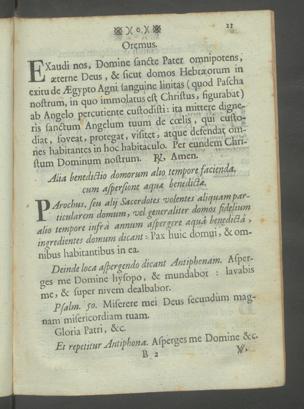 11
Oremus.
EXaudi nos, Domine sancte Pater omnipotens,
æterne Deus, & sicut domos Hebræorum in
exitu de Ægypto Agni sanguine linitas (quod Pascha
nostrum, in quo immolatus est Christus, figurabat)
ab Angelo percutiente custodisti: ita mittere digne-
ris sanctum Angelum tuum de cœlis, qui custo-
diat, foveat, protegat, visitet, atque defendat om-
nes habitantes in hoc habitaculo. Per eundem Chri-
stum Dominum nostrum. ℟. Amen.
Alia benedictio domorum alio tempore facienda,
cum aspersione aquæ benedictæ.
PArochus, seu alij Sacerdotes volentes aliquam par-
ticularem domum, vel generaliter domos fidelium
alio tempore infrà annum aspergere aquâ benedictâ,
ingredientes domum dicant: Pax huic domui, & om-
nibus habitantibus in ea.
Deinde loca aspergendo dicant Antiphonam. Asper-
ges me Domine hysopo, & mundabor: lavabis
me, & super nivem dealbabor.
Psalm. 50. Miserere mei Deus secundùm mag-
nam misericordiam tuam.
Gloria Patri, &c.
Et repetitur Antiphona. Asperges me Domine &c.
B 2
℣.